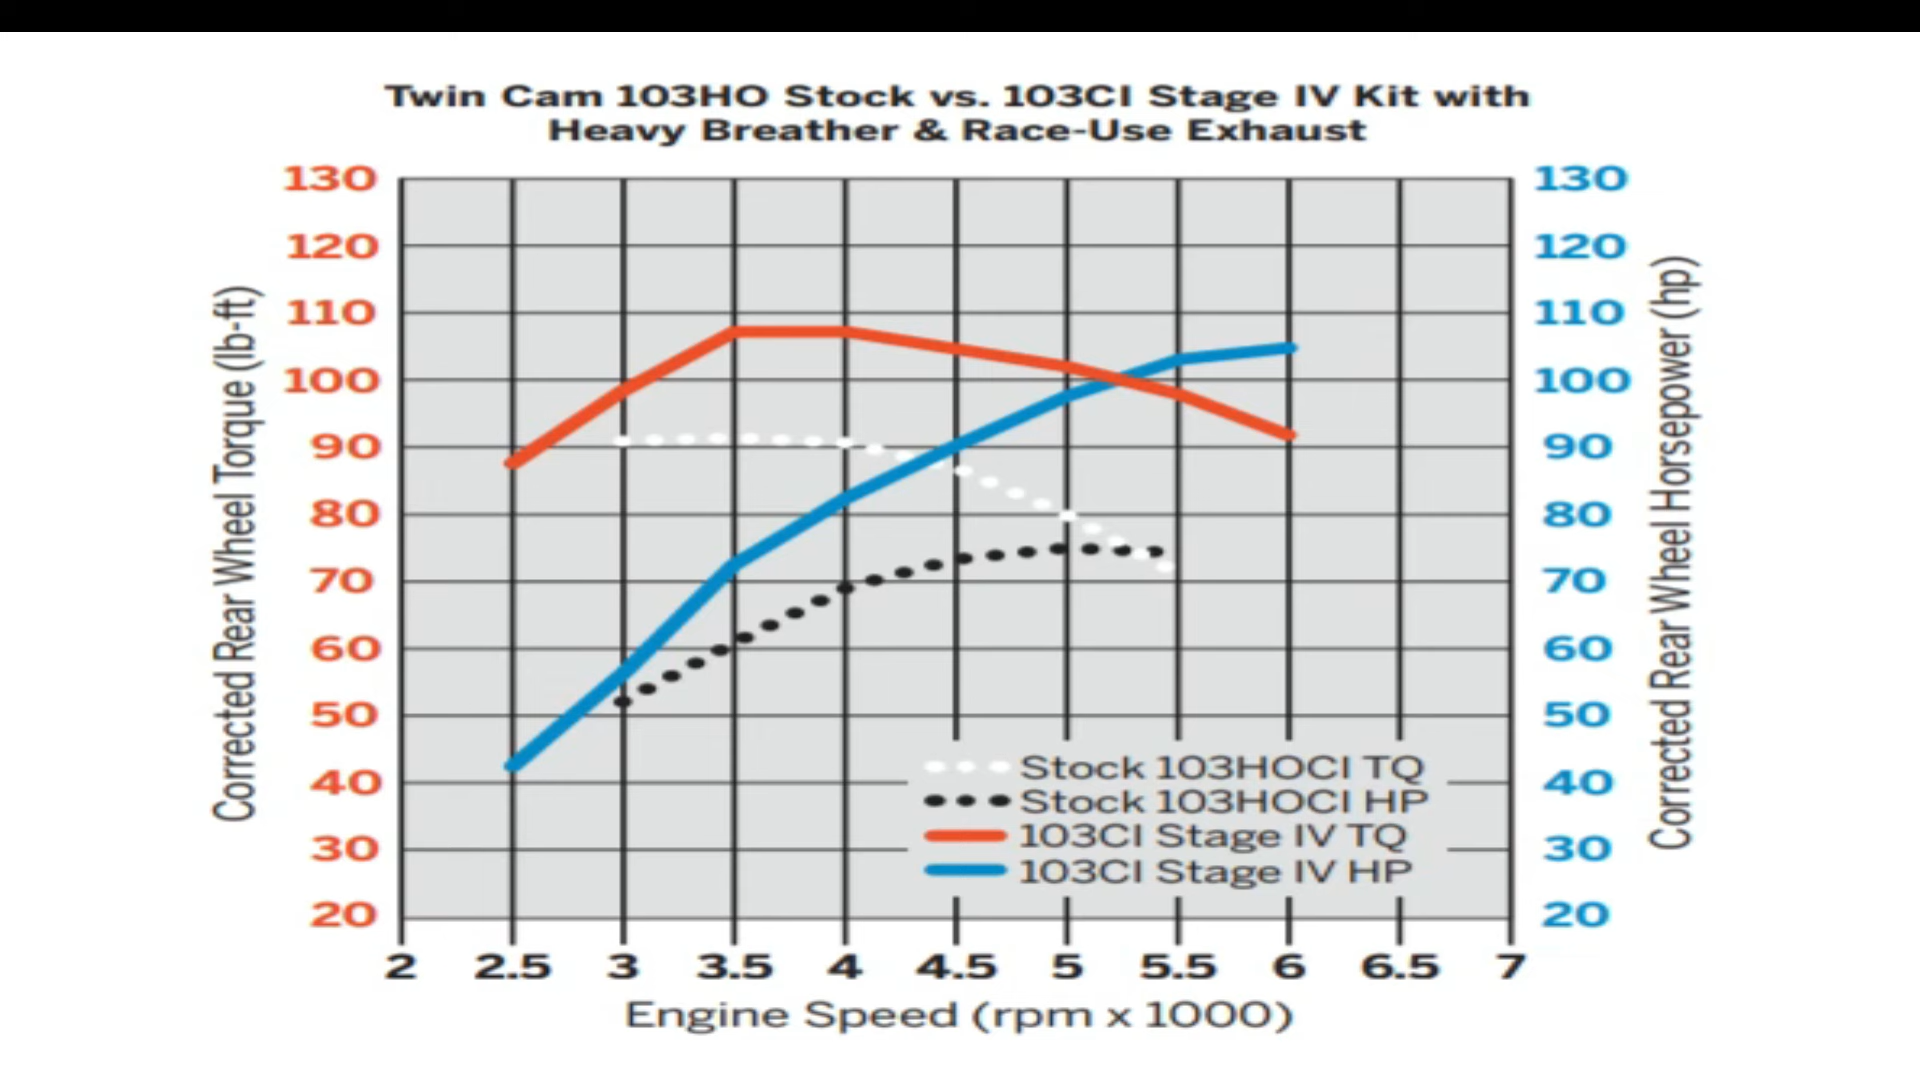 Twin Cam 103HO Stock vs. 103CI Stage IV Kit with
Heavy Breather & Race-Use Exhaust
Corrected Rear Wheel Torque (lb-ft)
130
120
110
100
90
80
70
60
50
40
30
20
130
120
110
100
90
80
70
60
50
40
30
20
Corrected Rear Wheel Horsepower (hp)
Stock 103HOCI TQ
Stock 103HOCI HP
103CI Stage IV TQ
103CI Stage IV HP
2 2.5 3 3.5 4 4.5 5 5.5 6 6.5 7
Engine Speed (rpm x 1000)